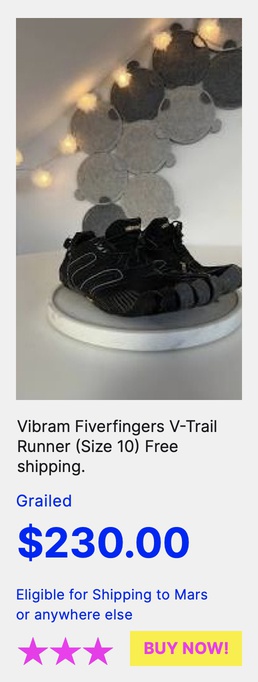 Vibram Fiverfingers V-Trail
Runner (Size 10) Free
shipping.
Grailed
$230.00
Eligible for Shipping to Mars
or anywhere else
BUY NOW!